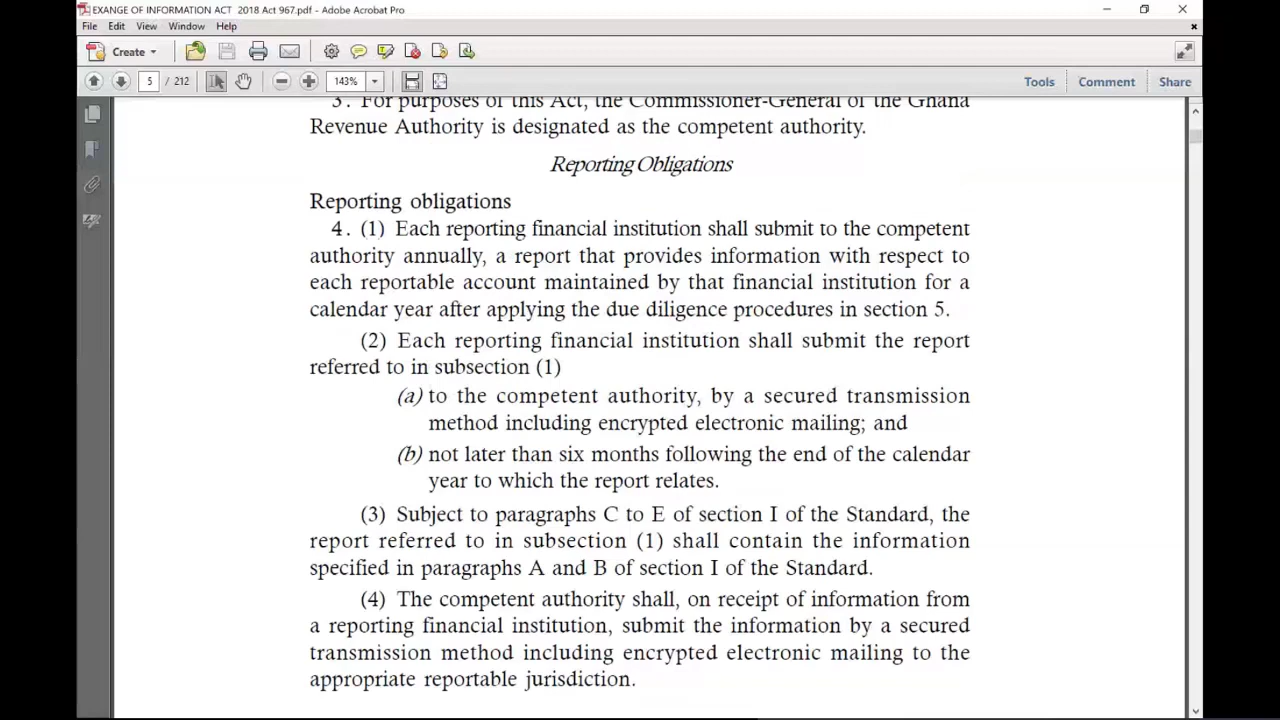 EXANGE OF INFORMATION ACT 2018 Act 967.pdf - Adobe Acrobat Pro
File Edit View Window Help
Create
5 / 212 143% Tools Comment Share
3. For purposes of this Act, the Commissioner-General of the Ghana
Revenue Authority is designated as the competent authority.
Reporting Obligations
Reporting obligations
4. (1) Each reporting financial institution shall submit to the competent
authority annually, a report that provides information with respect to
each reportable account maintained by that financial institution for a
calendar year after applying the due diligence procedures in section 5.
(2) Each reporting financial institution shall submit the report
referred to in subsection (1)
(a) to the competent authority, by a secured transmission
method including encrypted electronic mailing; and
(b) not later than six months following the end of the calendar
year to which the report relates.
(3) Subject to paragraphs C to E of section I of the Standard, the
report referred to in subsection (1) shall contain the information
specified in paragraphs A and B of section I of the Standard.
(4) The competent authority shall, on receipt of information from
a reporting financial institution, submit the information by a secured
transmission method including encrypted electronic mailing to the
appropriate reportable jurisdiction.